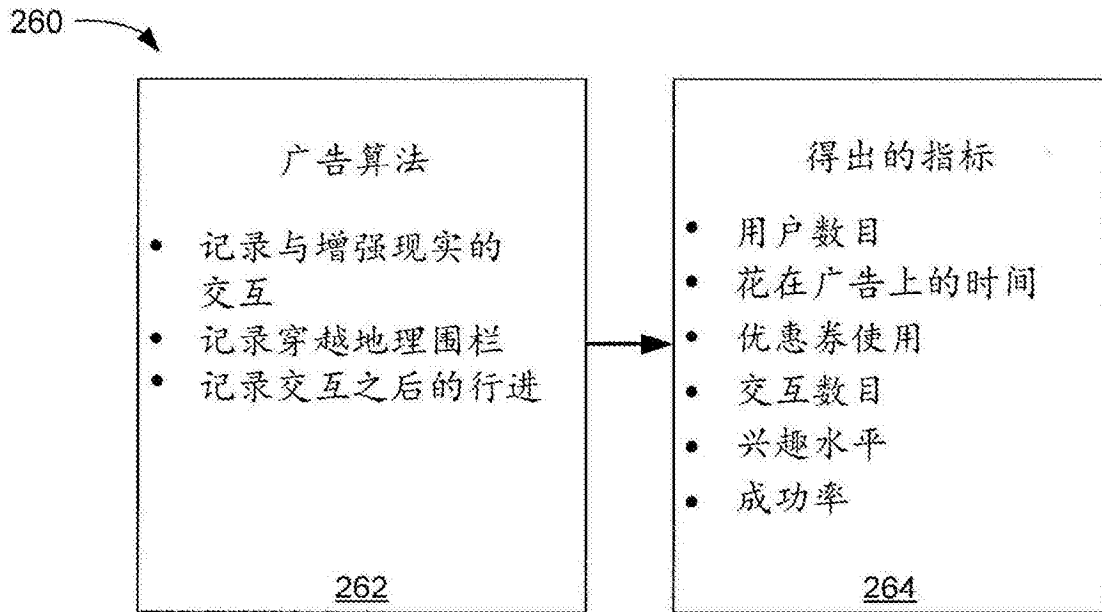 260
广告算法
• 记录与增强现实的
交互
• 记录穿越地理围栏
• 记录交互之后的行进
262
得出的指标
• 用户数目
• 花在广告上的时间
• 优惠券使用
• 交互数目
• 兴趣水平
• 成功率
264